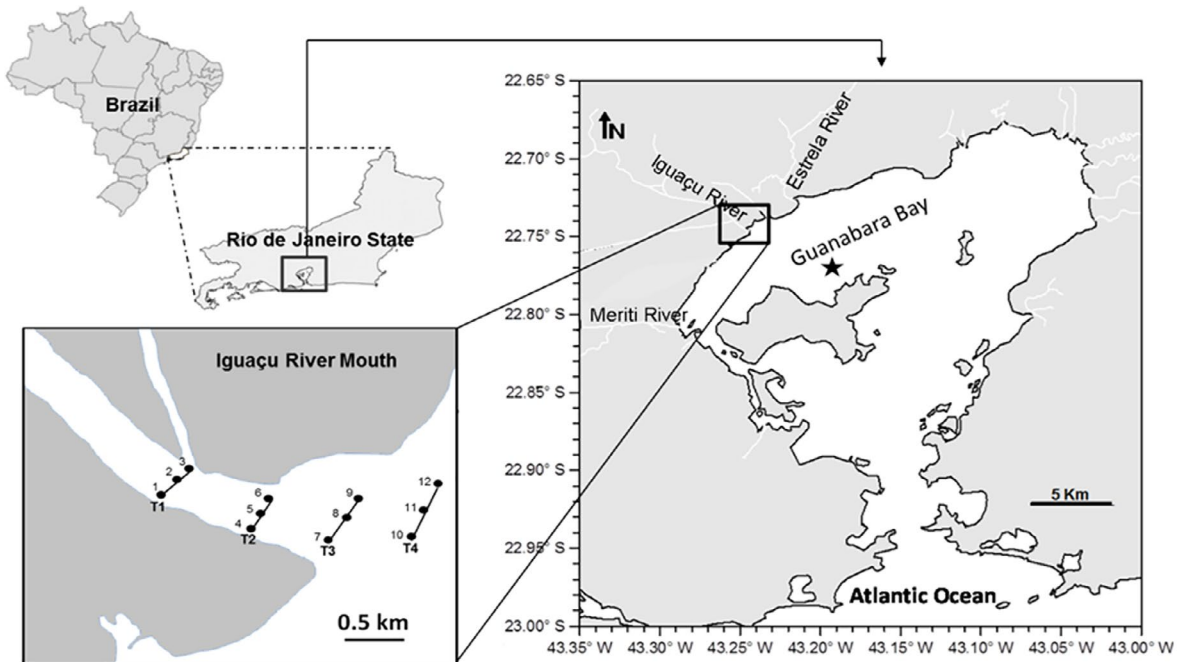 Brazil
Rio de Janeiro State
22.65° S
22.70° S
22.75° S
22.80° S
22.85° S
22.90° S
22.95° S
23.00° S
43.35° W
43.30° W
43.25° W
43.20° W
43.15° W
43.10° W
43.05° W
43.00° W
N
Iguaçu River
Estrela River
Guanabara Bay
Meriti River
5 Km
Atlantic Ocean
Iguaçu River Mouth
1
2
3
T1
4
5
6
T2
7
8
9
T3
10
11
12
T4
0.5 km